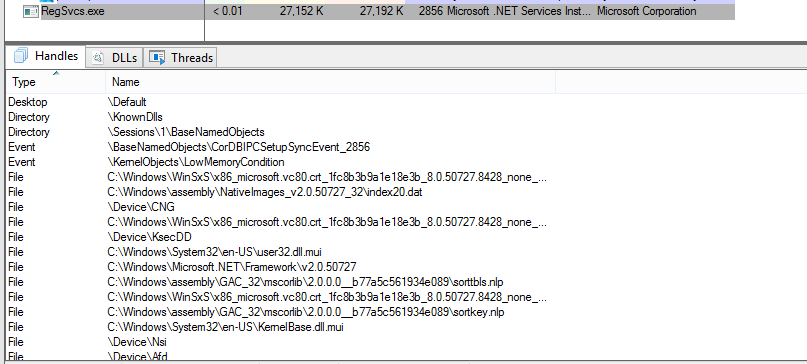 RegSvcs.exe < 0.01 27,152 K 27,192 K 2856 Microsoft .NET Services Inst... Microsoft Corporation
Handles DLLs Threads
Type Name
Desktop \Default
Directory \KnownDlls
Directory \Sessions\1\BaseNamedObjects
Event \BaseNamedObjects\CorDBIPCSetupSyncEvent_2856
Event \KernelObjects\LowMemoryCondition
File C:\Windows\WinSxS\x86_microsoft.vc80.crt_1fc8b3b9a1e18e3b_8.0.50727.8428_none_...
File C:\Windows\assembly\NativeImages_v2.0.50727_32\index20.dat
File \Device\CNG
File C:\Windows\WinSxS\x86_microsoft.vc80.crt_1fc8b3b9a1e18e3b_8.0.50727.8428_none_...
File \Device\KsecDD
File C:\Windows\System32\en-US\user32.dll.mui
File C:\Windows\Microsoft.NET\Framework\v2.0.50727
File C:\Windows\assembly\GAC_32\mscorlib\2.0.0.0__b77a5c561934e089\sorttbls.nlp
File C:\Windows\WinSxS\x86_microsoft.vc80.crt_1fc8b3b9a1e18e3b_8.0.50727.8428_none_...
File C:\Windows\assembly\GAC_32\mscorlib\2.0.0.0__b77a5c561934e089\sortkey.nlp
File C:\Windows\System32\en-US\KernelBase.dll.mui
File \Device\Nsi
File \Device\Afd